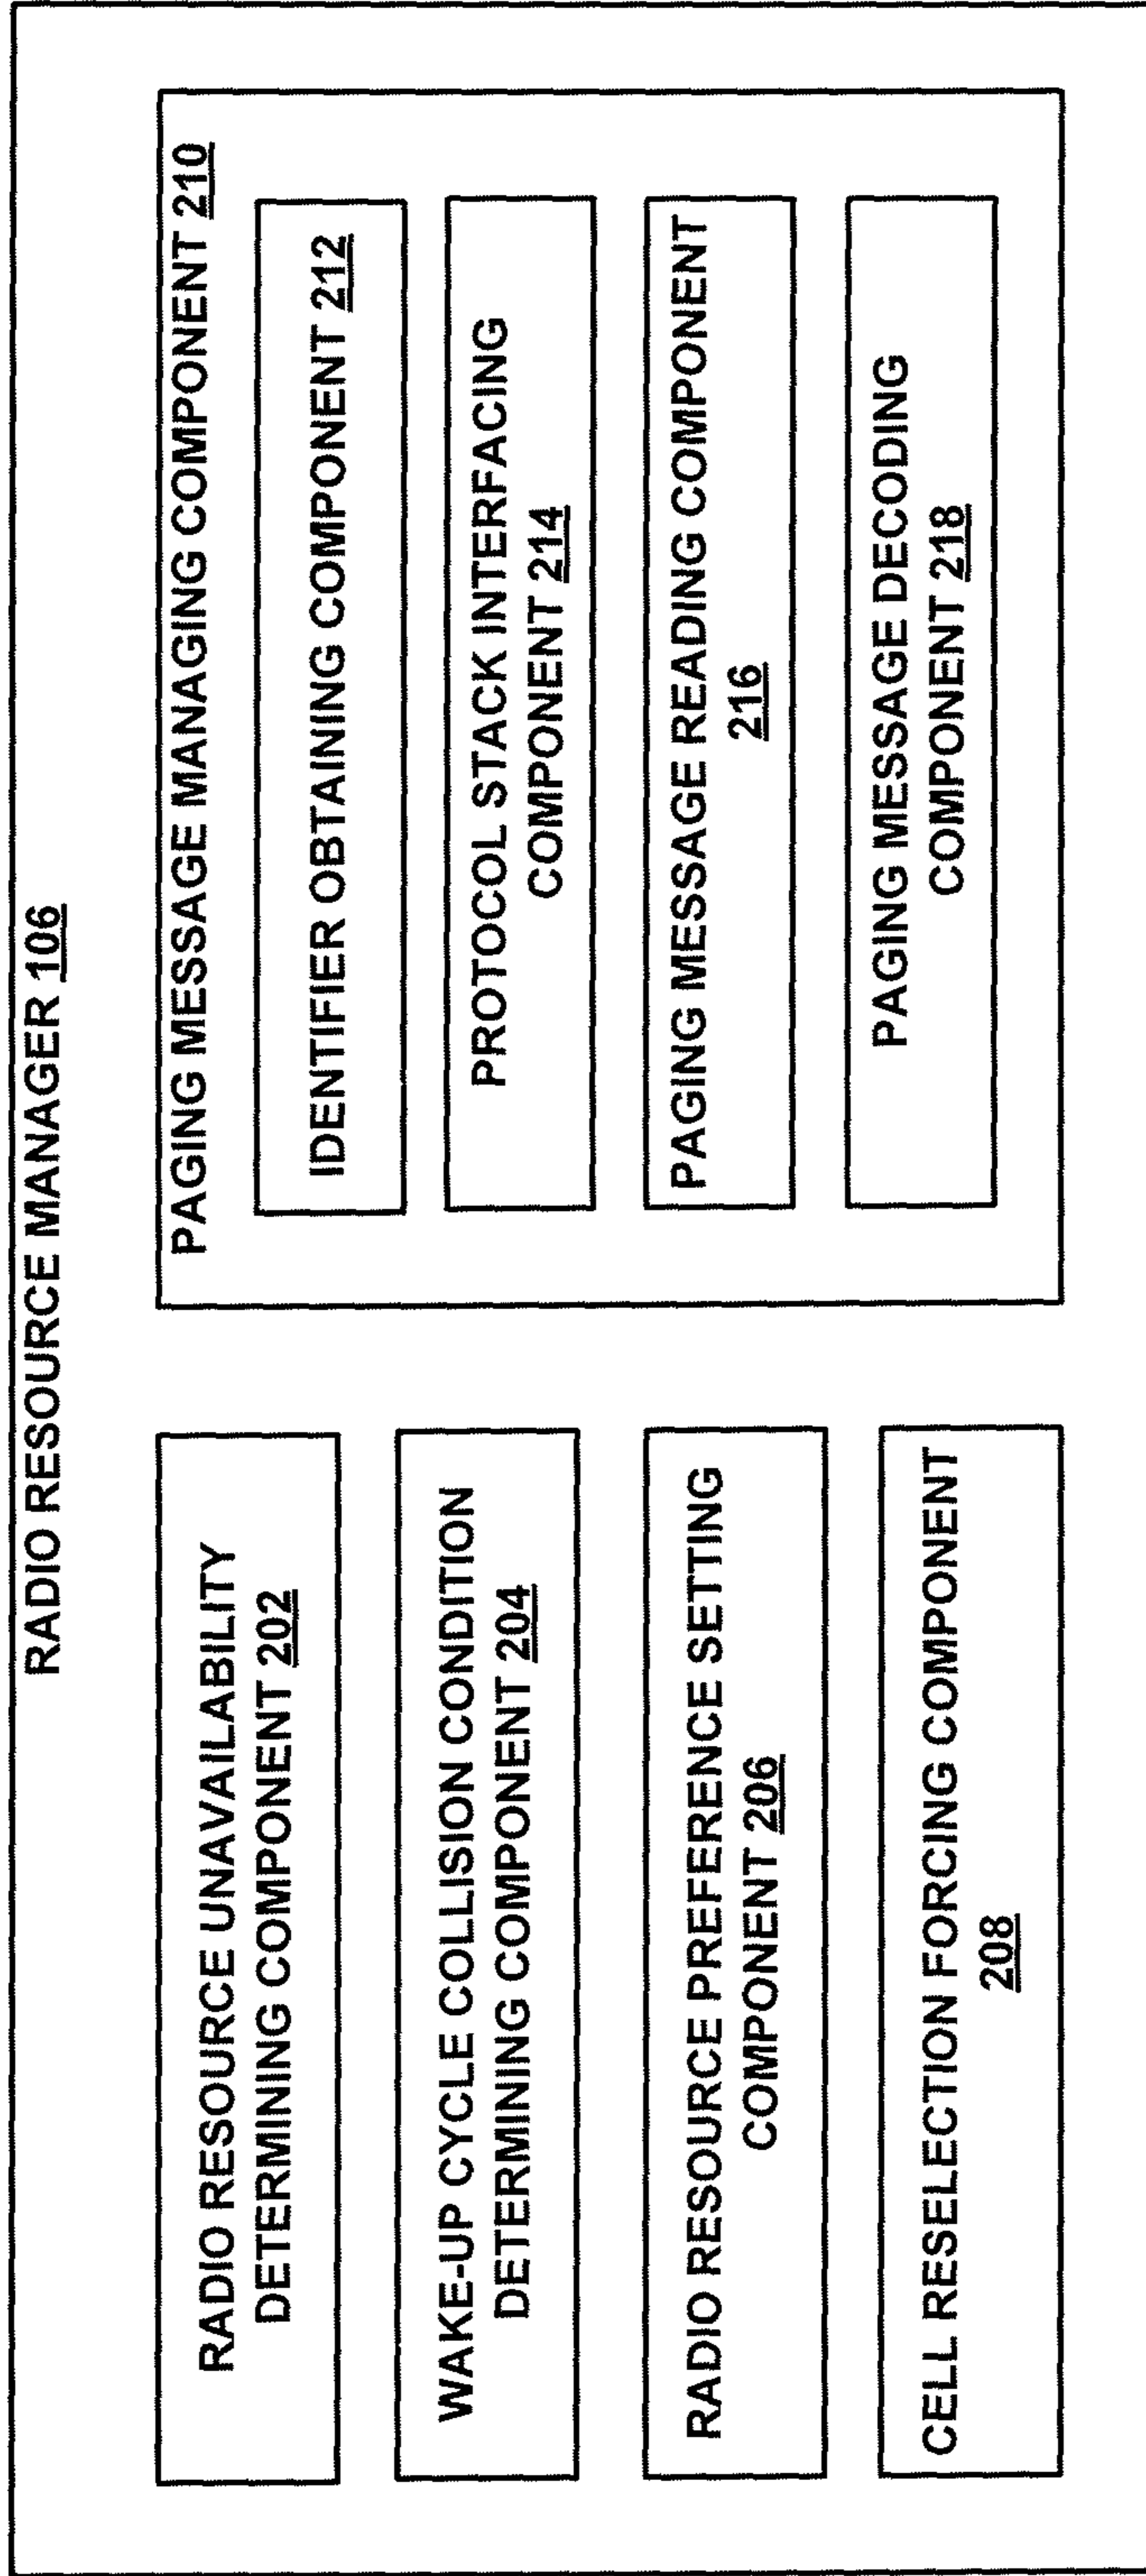 RADIO RESOURCE MANAGER 106
RADIO RESOURCE UNAVAILABILITY
DETERMINING COMPONENT 202
WAKE-UP CYCLE COLLISION CONDITION
DETERMINING COMPONENT 204
RADIO RESOURCE PREFERENCE SETTING
COMPONENT 206
CELL RESELECTION FORCING COMPONENT
208
PAGING MESSAGE MANAGING COMPONENT 210
IDENTIFIER OBTAINING COMPONENT 212
PROTOCOL STACK INTERFACING
COMPONENT 214
PAGING MESSAGE READING COMPONENT
216
PAGING MESSAGE DECODING
COMPONENT 218